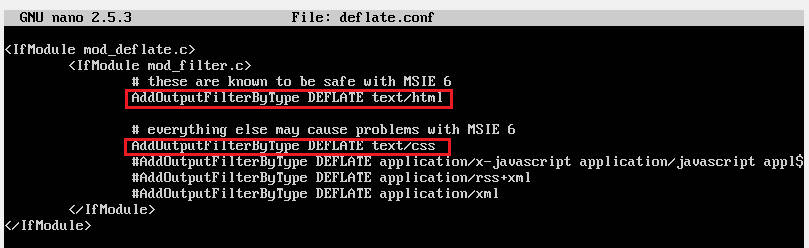 GNU nano 2.5.3 File: deflate.conf
<IfModule mod_deflate.c>
<IfModule mod_filter.c>
# these are known to be safe with MSIE 6
AddOutputFilterByType DEFLATE text/html
# everything else may cause problems with MSIE 6
AddOutputFilterByType DEFLATE text/css
#AddOutputFilterByType DEFLATE application/x-javascript application/javascript appl$
#AddOutputFilterByType DEFLATE application/rss+xml
#AddOutputFilterByType DEFLATE application/xml
</IfModule>
</IfModule>